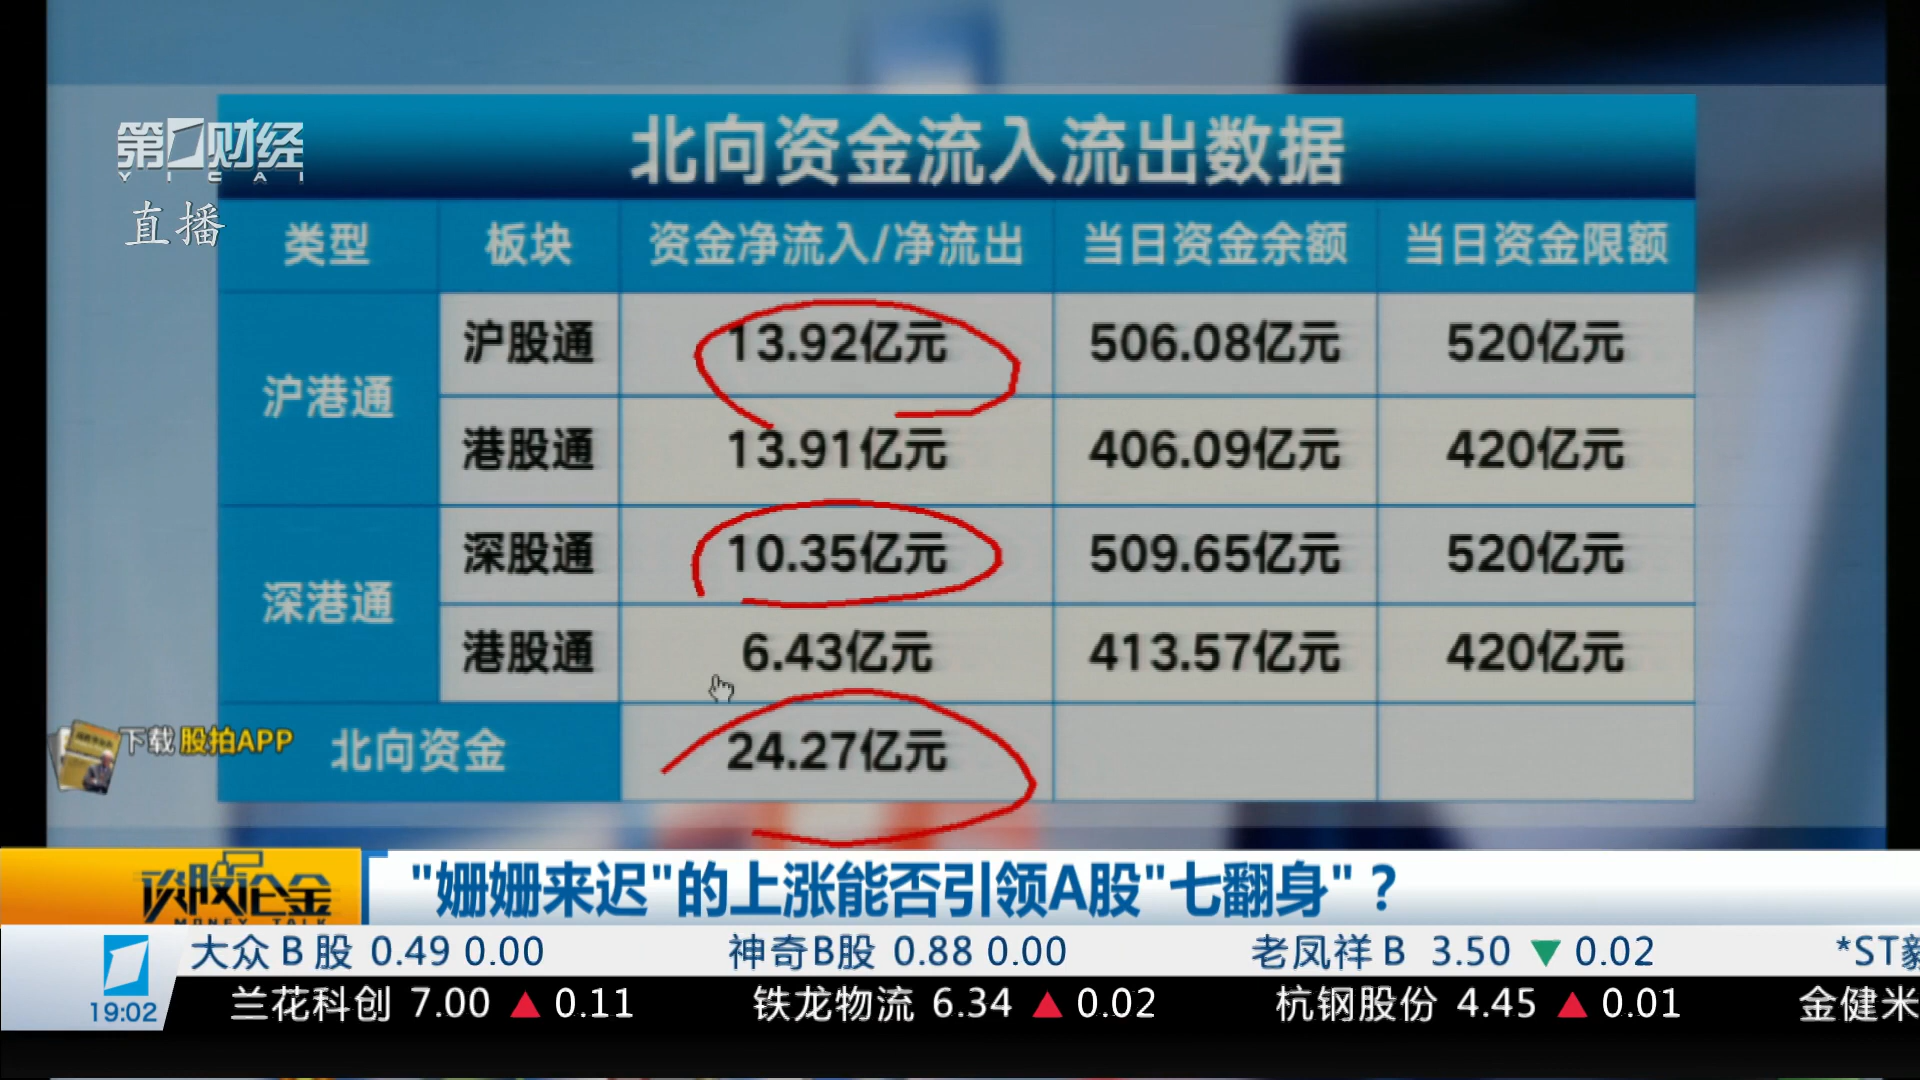 第1财经
YICAI
直播
北向资金流入流出数据
类型 板块 资金净流入/净流出 当日资金余额 当日资金限额
沪港通
沪股通 13.92亿元 506.08亿元 520亿元
港股通 13.91亿元 406.09亿元 420亿元
深港通
深股通 10.35亿元 509.65亿元 520亿元
港股通 6.43亿元 413.57亿元 420亿元
北向资金 24.27亿元
下载股拍APP
谈股论金
MONEY TALK
"姗姗来迟"的上涨能否引领A股"七翻身"？
大众B股 0.49 0.00 神奇B股 0.88 0.00 老凤祥B 3.50 ▼ 0.02 *ST
19:02
兰花科创 7.00 ▲ 0.11 铁龙物流 6.34 ▲ 0.02 杭钢股份 4.45 ▲ 0.01 金健米